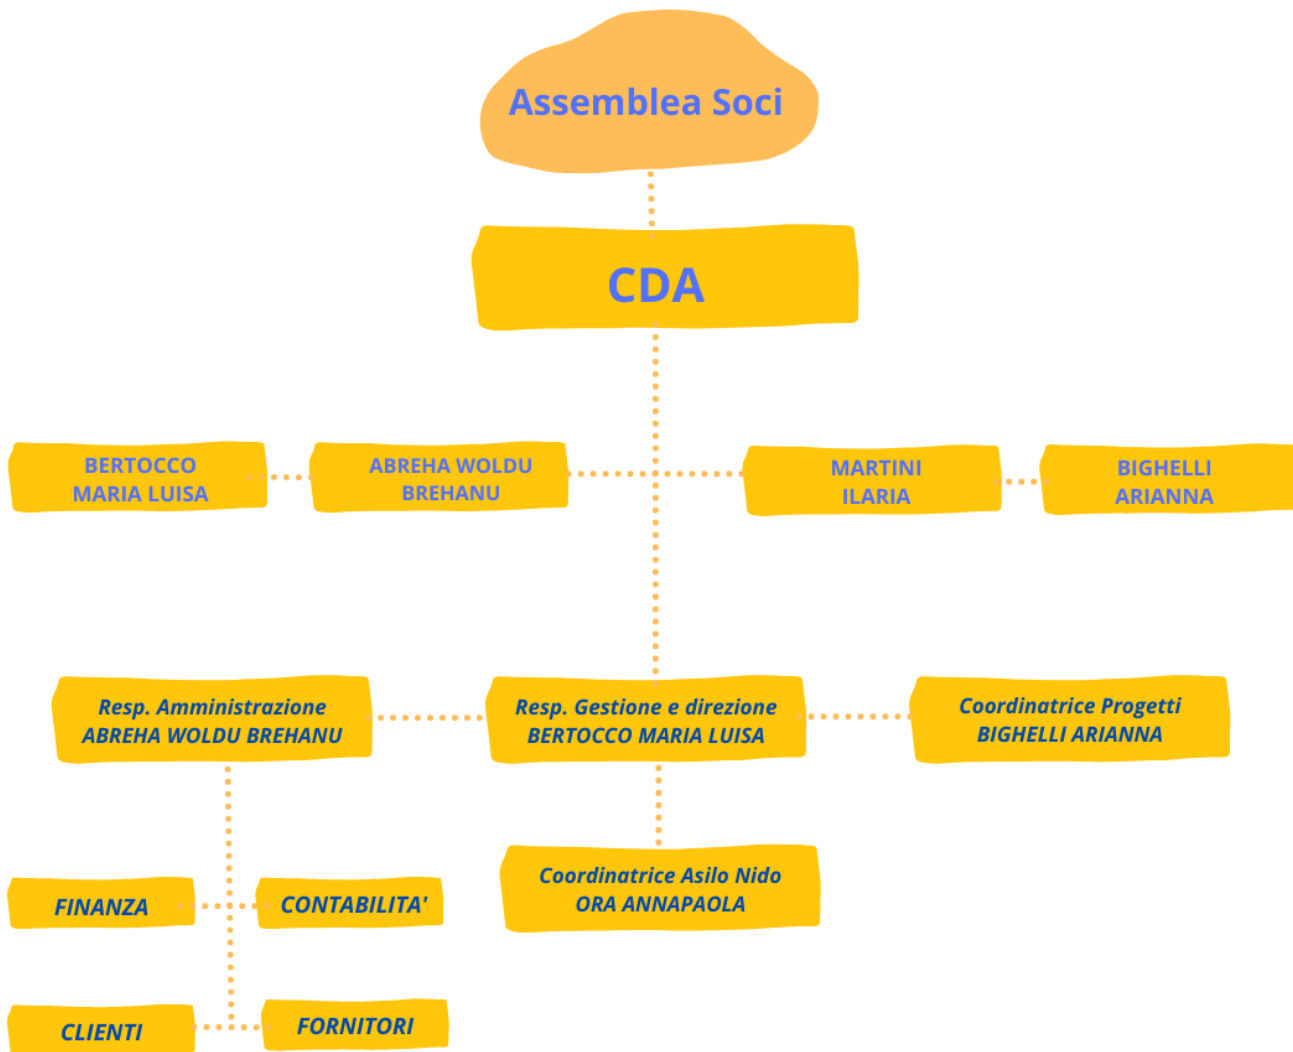 Assemblea Soci
CDA
BERTOCCO
MARIA LUISA
ABREHA WOLDU
BREHANU
MARTINI
ILARIA
BIGHELLI
ARIANNA
Resp. Amministrazione
ABREHA WOLDU BREHANU
Resp. Gestione e direzione
BERTOCCO MARIA LUISA
Coordinatrice Progetti
BIGHELLI ARIANNA
Coordinatrice Asilo Nido
ORA ANNAPAOLA
FINANZA
CONTABILITA'
CLIENTI
FORNITORI